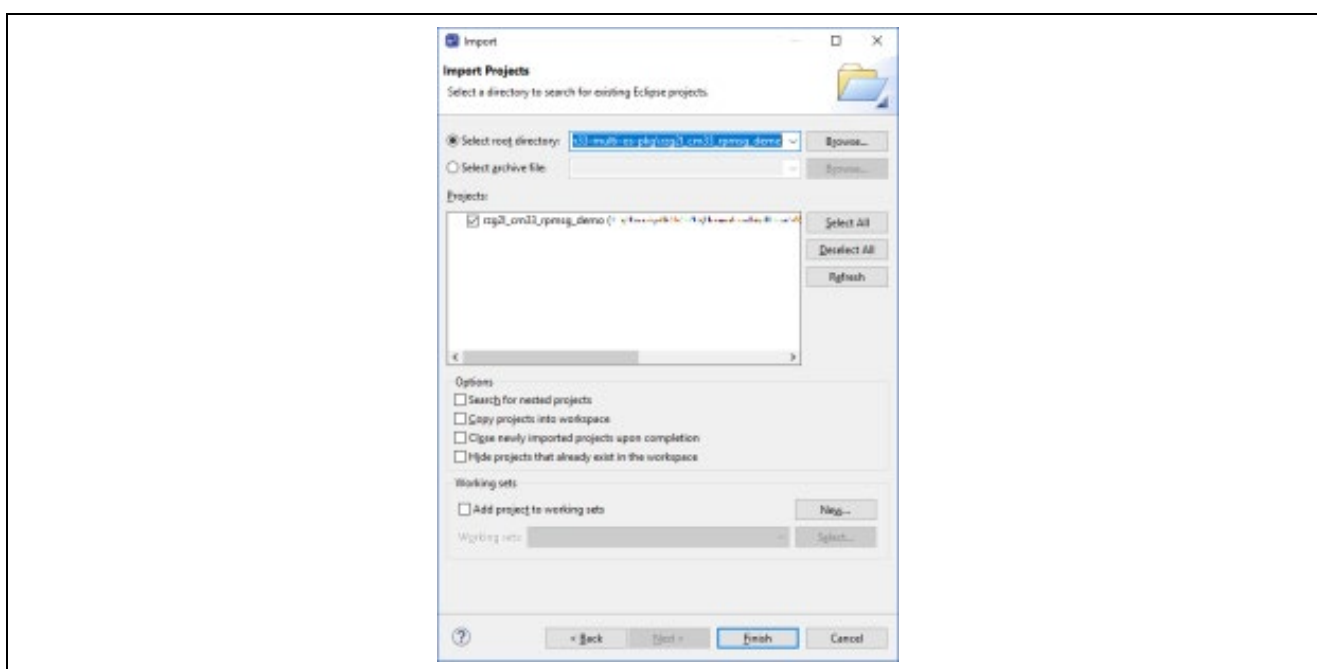 Import
Import Projects
Select a directory to search for existing Eclipse projects.
Select root directory: rzg2l_cm33_rpmsg_demo Browse...
Select archive file: Browse...
Projects:
rzg2l_cm33_rpmsg_demo Select All
Deselect All
Refresh
Options
Search for nested projects
Copy projects into workspace
Close newly imported projects upon completion
Hide projects that already exist in the workspace
Working sets
Add project to working sets New...
Working sets: Select...
? < Back Next > Finish Cancel